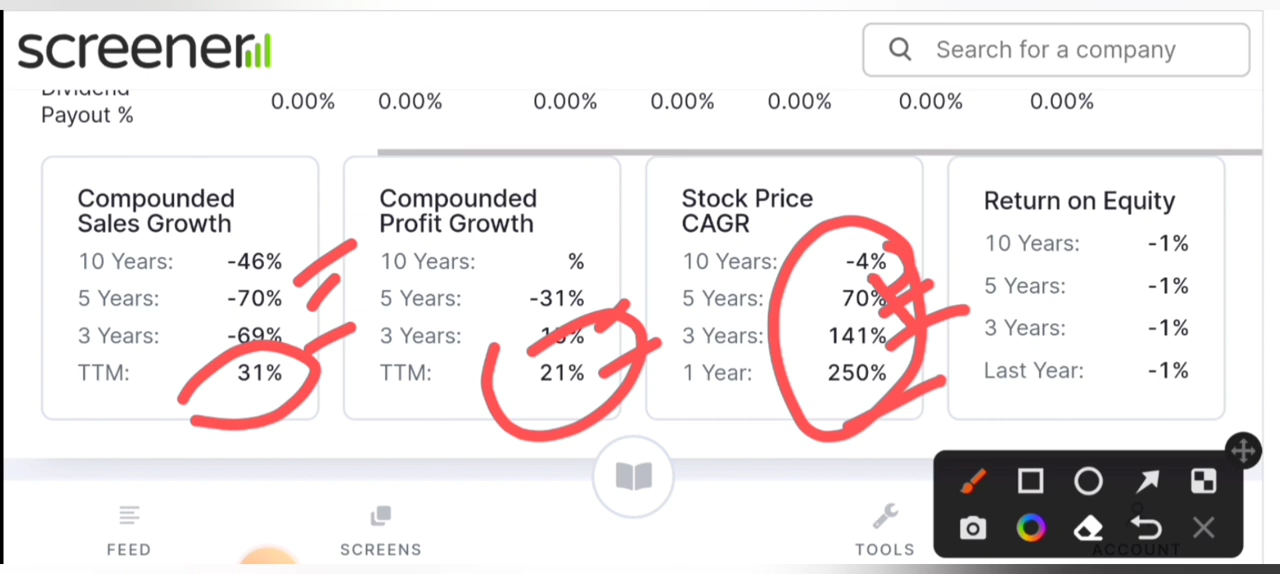 screener
Search for a company
Dividend
Payout % 0.00% 0.00% 0.00% 0.00% 0.00% 0.00% 0.00%
Compounded
Sales Growth
10 Years: -46%
5 Years: -70%
3 Years: -69%
TTM: 31%
Compounded
Profit Growth
10 Years: %
5 Years: -31%
3 Years:
TTM: 21%
Stock Price
CAGR
10 Years: -4%
5 Years: 70%
3 Years: 141%
1 Year: 250%
Return on Equity
10 Years: -1%
5 Years: -1%
3 Years: -1%
Last Year: -1%
FEED
SCREENS
TOOLS
ACCOUNT